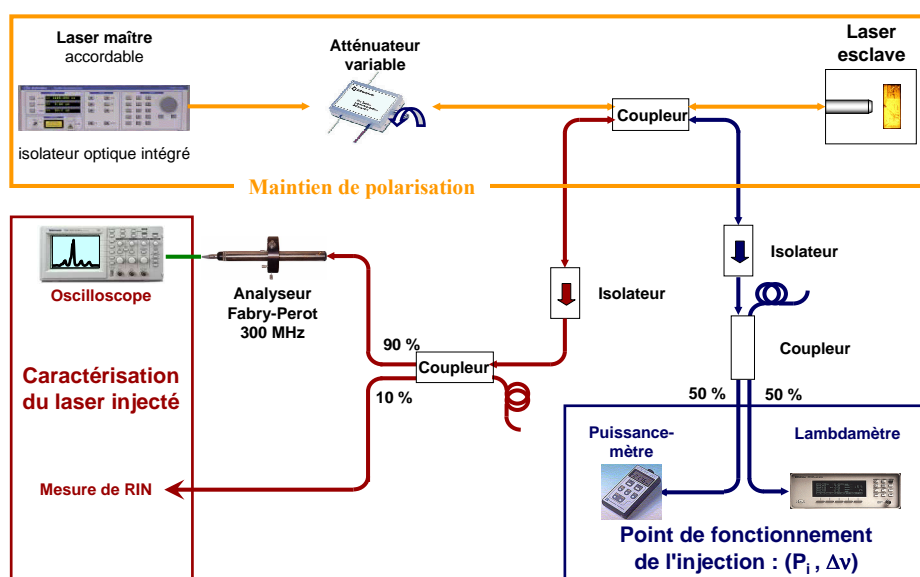 Laser maître
accordable
isolateur optique intégré
Atténuateur
variable
Coupleur
Laser
esclave
Maintien de polarisation
Oscilloscope
Analyseur
Fabry-Perot
300 MHz
Isolateur
Isolateur
90 %
Coupleur
10 %
Coupleur
50 %
50 %
Caractérisation
du laser injecté
Mesure de RIN
Puissance-
mètre
Lambdamètre
Point de fonctionnement
de l'injection : (Pi , Δν)